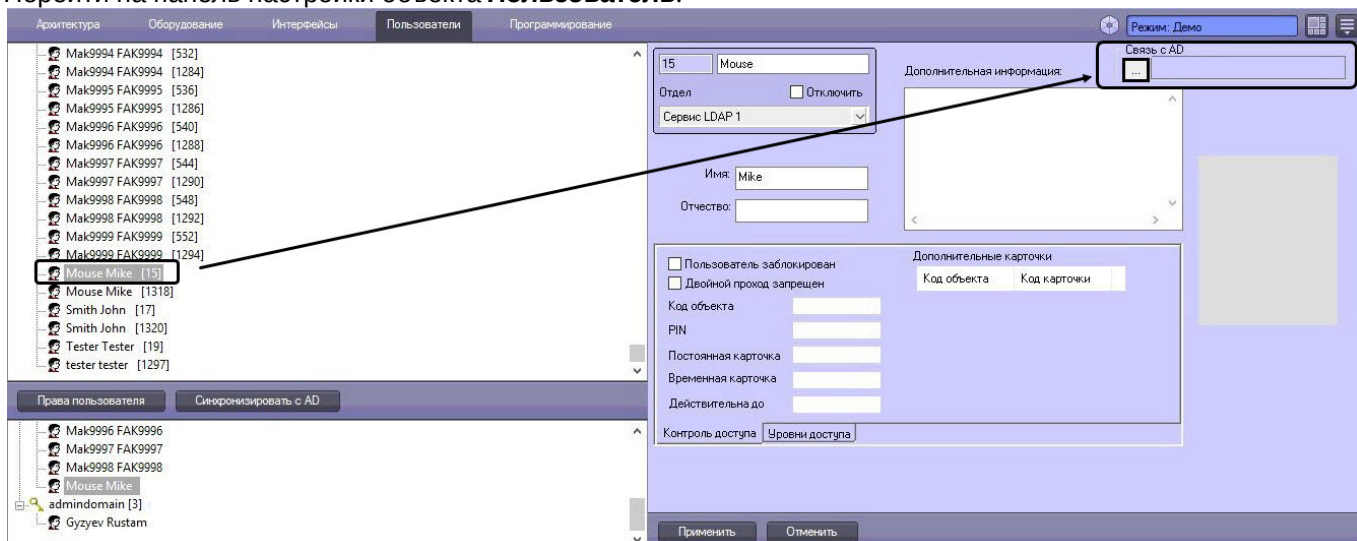 Перейти на панель настройки объекта Пользователь.
Архитектура Оборудование Интерфейсы Пользователи Программирование
Режим: Демо
Mak9994 FAK9994 [532]
Mak9994 FAK9994 [1284]
Mak9995 FAK9995 [536]
Mak9995 FAK9995 [1286]
Mak9996 FAK9996 [540]
Mak9996 FAK9996 [1288]
Mak9997 FAK9997 [544]
Mak9997 FAK9997 [1290]
Mak9998 FAK9998 [548]
Mak9998 FAK9998 [1292]
Mak9999 FAK9999 [552]
Mak9999 FAK9999 [1294]
Mouse Mike [15]
Mouse Mike [1318]
Smith John [17]
Smith John [1320]
Tester Tester [19]
tester tester [1297]
Права пользователя Синхронизировать с AD
Mak9996 FAK9996
Mak9997 FAK9997
Mak9998 FAK9998
Mouse Mike
admindomain [3]
Gyzyev Rustam
15 Mouse
Отдел Отключить
Сервис LDAP 1
Имя: Mike
Отчество:
Дополнительная информация:
Связь с AD
...
Пользователь заблокирован
Двойной проход запрещен
Код объекта
PIN
Постоянная карточка
Временная карточка
Действительна до
Дополнительные карточки
Код объекта Код карточки
Контроль доступа Уровни доступа
Применить Отменить